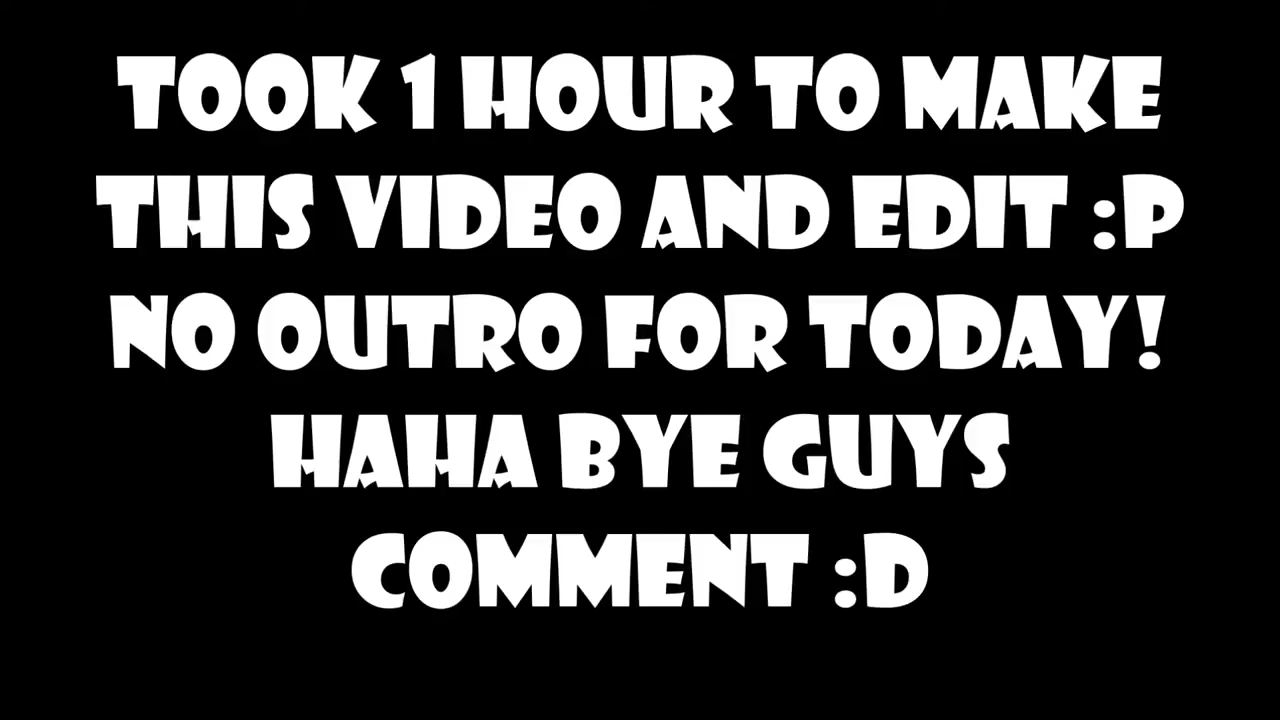 TOOK 1 HOUR TO MAKE
THIS VIDEO AND EDIT :P
NO OUTRO FOR TODAY!
HAHA BYE GUYS
COMMENT :D